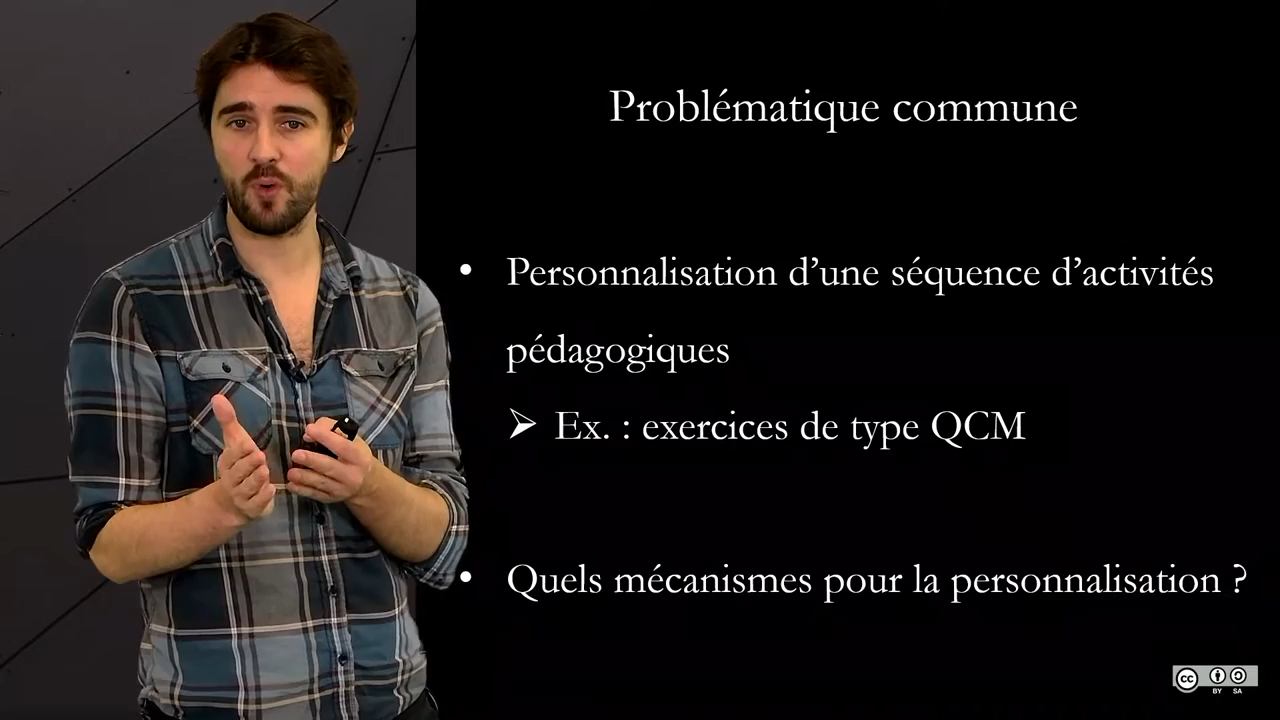 Problématique commune
• Personnalisation d’une séquence d’activités
pédagogiques
➢ Ex. : exercices de type QCM
• Quels mécanismes pour la personnalisation ?
cc
BY SA